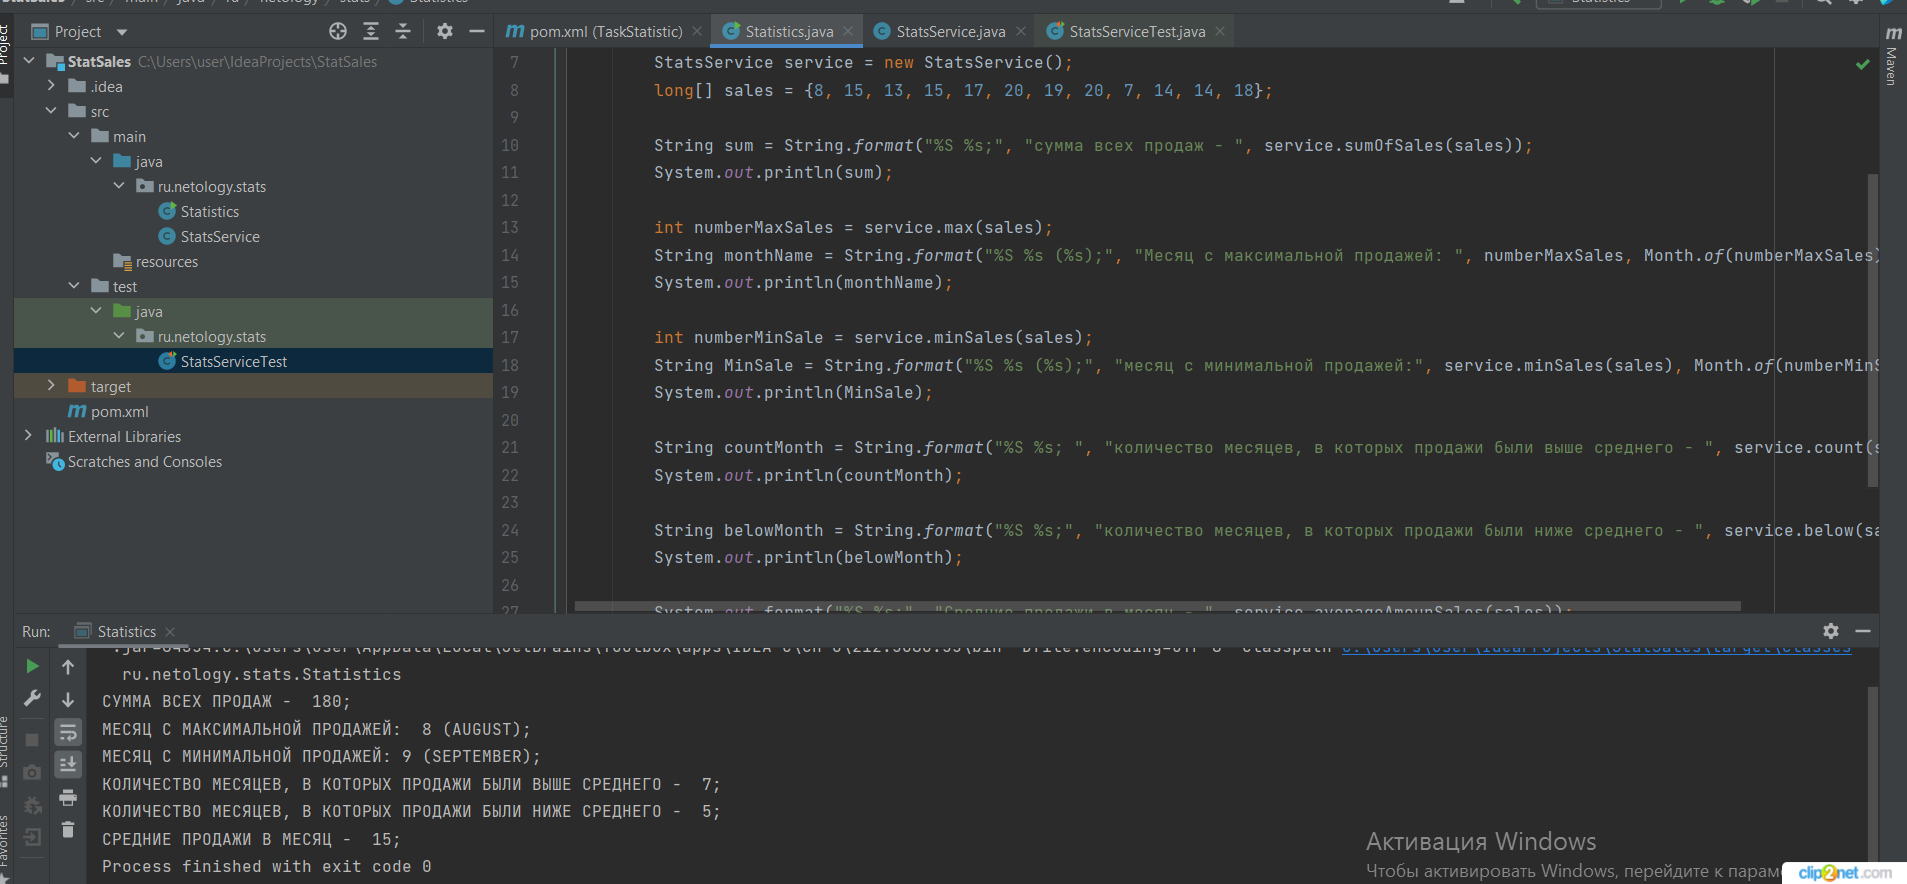 Project
pom.xml (TaskStatistic)
Statistics.java
StatsService.java
StatsServiceTest.java
Maven
StatSales C:\Users\user\IdeaProjects\StatSales
.idea
src
main
java
ru.netology.stats
Statistics
StatsService
resources
test
java
ru.netology.stats
StatsServiceTest
target
pom.xml
External Libraries
Scratches and Consoles
7 StatsService service = new StatsService();
8 long[] sales = {8, 15, 13, 15, 17, 20, 19, 20, 7, 14, 14, 18};
9
10 String sum = String.format("%S %s;", "сумма всех продаж - ", service.sumOfSales(sales));
11 System.out.println(sum);
12
13 int numberMaxSales = service.max(sales);
14 String monthName = String.format("%S %s (%s);", "Месяц с максимальной продажей: ", numberMaxSales, Month.of(numberMaxSales)
15 System.out.println(monthName);
16
17 int numberMinSale = service.minSales(sales);
18 String MinSale = String.format("%S %s (%s);", "месяц с минимальной продажей:", service.minSales(sales), Month.of(numberMinS
19 System.out.println(MinSale);
20
21 String countMonth = String.format("%S %s; ", "количество месяцев, в которых продажи были выше среднего - ", service.count(s
22 System.out.println(countMonth);
23
24 String belowMonth = String.format("%S %s;", "количество месяцев, в которых продажи были ниже среднего - ", service.below(sa
25 System.out.println(belowMonth);
26
27 System.out.format("%S %s;", "Средние продажи в месяц - ", service.averageAmounSales(sales));
Run: Statistics
ru.netology.stats.Statistics
СУММА ВСЕХ ПРОДАЖ -  180;
МЕСЯЦ С МАКСИМАЛЬНОЙ ПРОДАЖЕЙ:  8 (AUGUST);
МЕСЯЦ С МИНИМАЛЬНОЙ ПРОДАЖЕЙ: 9 (SEPTEMBER);
КОЛИЧЕСТВО МЕСЯЦЕВ, В КОТОРЫХ ПРОДАЖИ БЫЛИ ВЫШЕ СРЕДНЕГО -  7;
КОЛИЧЕСТВО МЕСЯЦЕВ, В КОТОРЫХ ПРОДАЖИ БЫЛИ НИЖЕ СРЕДНЕГО -  5;
СРЕДНИЕ ПРОДАЖИ В МЕСЯЦ -  15;
Process finished with exit code 0
Structure
Favorites
Активация Windows
Чтобы активировать Windows, перейдите к парам
clip2net.com